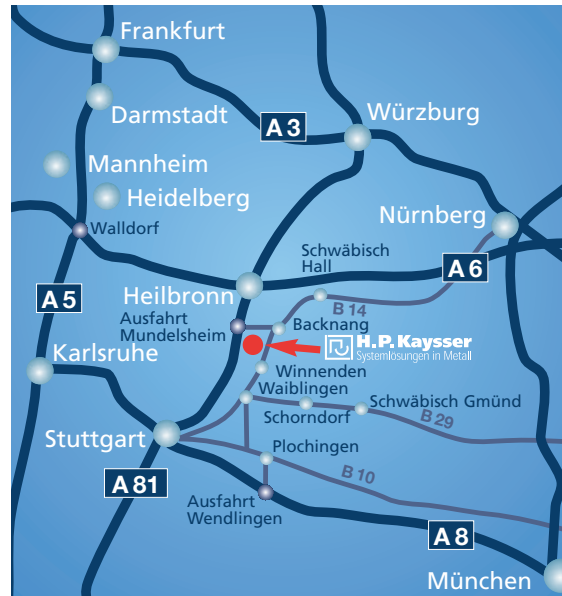 Frankfurt
Darmstadt
A 3
Würzburg
Mannheim
Heidelberg
Nürnberg
Walldorf
Schwäbisch
Hall
A 6
A 5
Heilbronn
B 14
Ausfahrt
Mundelsheim
Backnang
H.P. Kaysser
Systemlösungen in Metall
Karlsruhe
Winnenden
Waiblingen
Schwäbisch Gmünd
Schorndorf
B 29
Stuttgart
Plochingen
B 10
A 81
Ausfahrt
Wendlingen
A 8
München